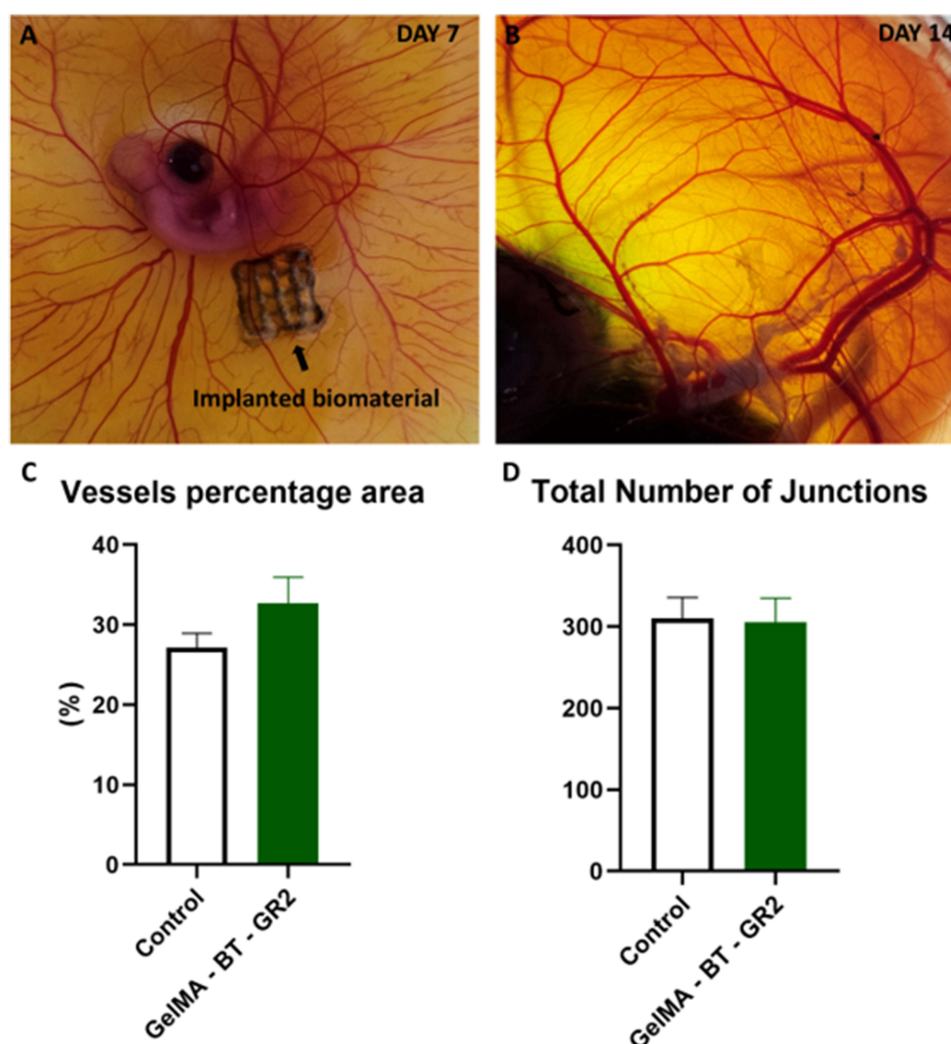 A
DAY 7
Implanted biomaterial
B
DAY 14
C
Vessels percentage area
40
30
20
10
0
(%)
Control
GelMA - BT - GR2
D
Total Number of Junctions
400
300
200
100
0
Control
GelMA - BT - GR2